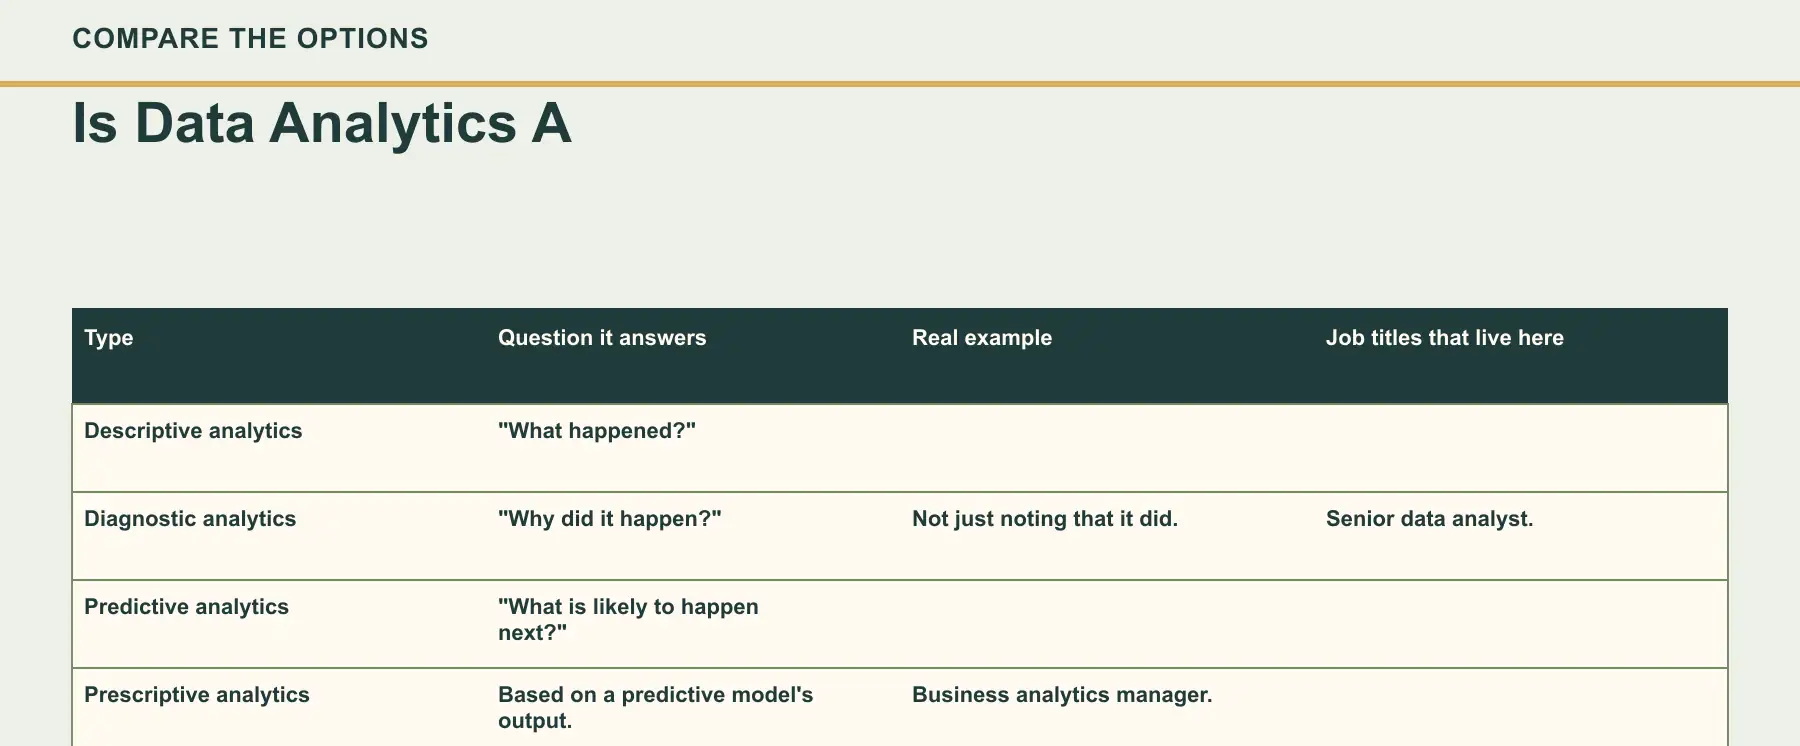 COMPARE THE OPTIONS
Is Data Analytics A
Type
Question it answers
Real example
Job titles that live here
Descriptive analytics
"What happened?"
Diagnostic analytics
"Why did it happen?"
Not just noting that it did.
Senior data analyst.
Predictive analytics
"What is likely to happen
next?"
Prescriptive analytics
Based on a predictive model's
output.
Business analytics manager.